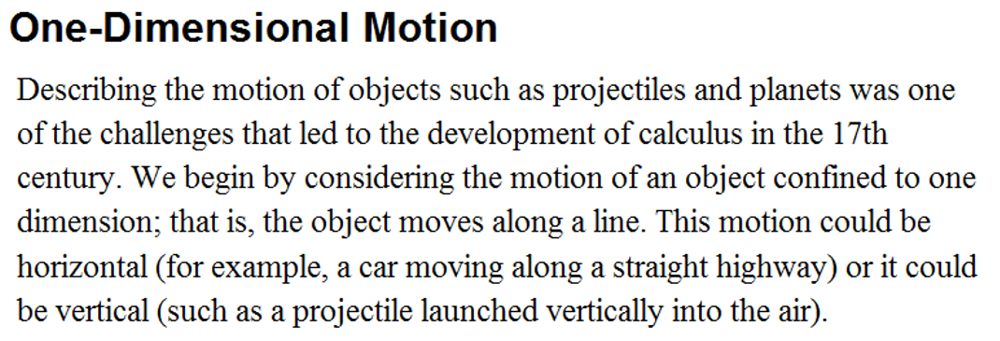 One-Dimensional Motion
Describing the motion of objects such as projectiles and planets was one
of the challenges that led to the development of calculus in the 17th
century. We begin by considering the motion of an object confined to one
dimension; that is, the object moves along a line. This motion could be
horizontal (for example, a car moving along a straight highway) or it could
be vertical (such as a projectile launched vertically into the air).